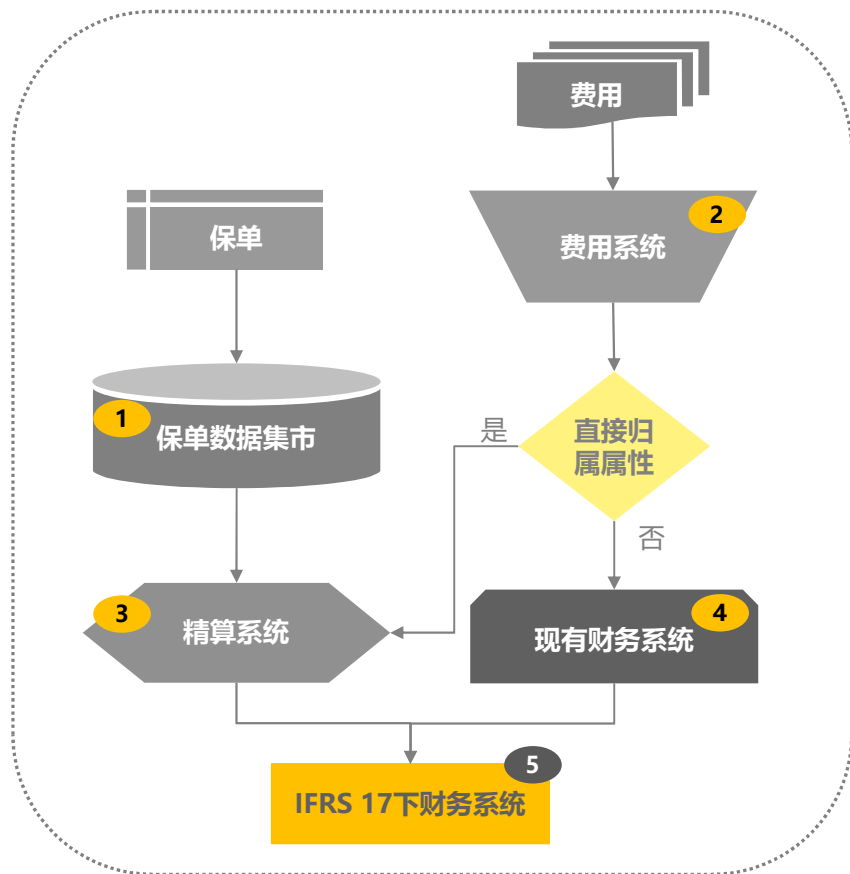 费用
2
费用系统
保单
1
保单数据集市
是
直接归
属属性
否
3
精算系统
4
现有财务系统
5
IFRS 17下财务系统